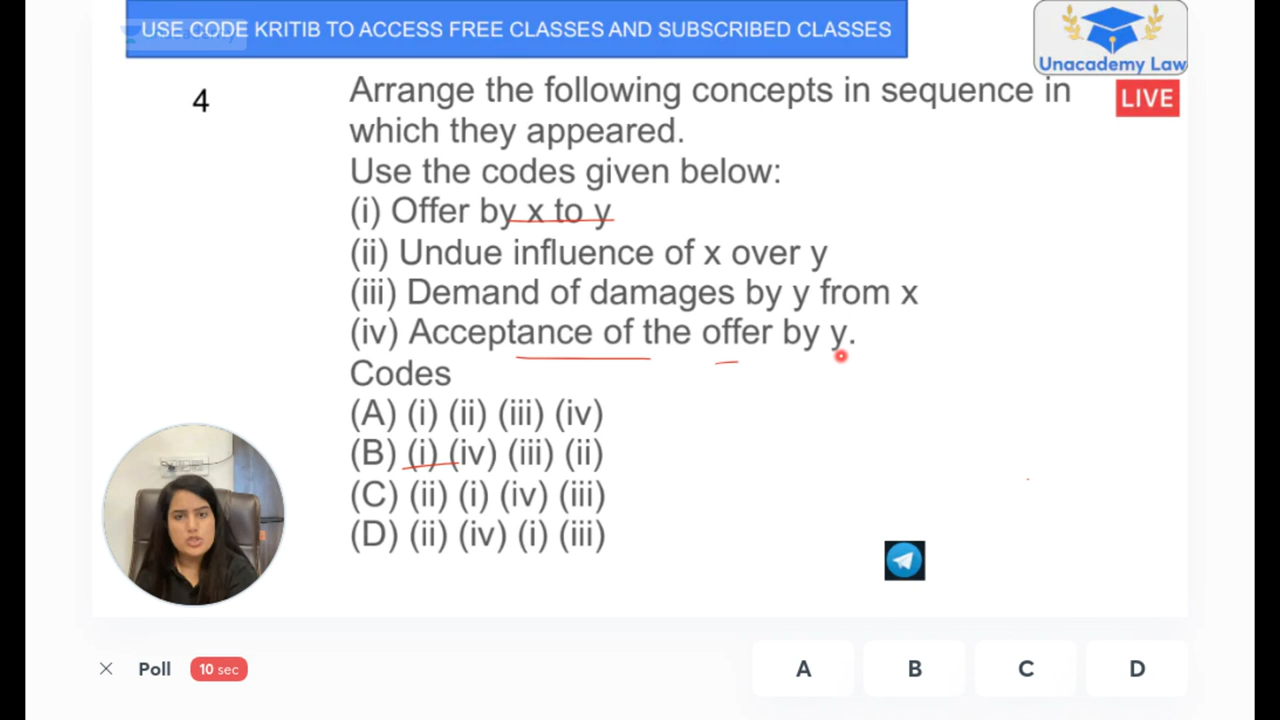 USE CODE KRITIB TO ACCESS FREE CLASSES AND SUBSCRIBED CLASSES
Unacademy Law
LIVE
4
Arrange the following concepts in sequence in
which they appeared.
Use the codes given below:
(i) Offer by x to y
(ii) Undue influence of x over y
(iii) Demand of damages by y from x
(iv) Acceptance of the offer by y.
Codes
(A) (i) (ii) (iii) (iv)
(B) (i) (iv) (iii) (ii)
(C) (ii) (i) (iv) (iii)
(D) (ii) (iv) (i) (iii)
Poll 10 sec
A B C D